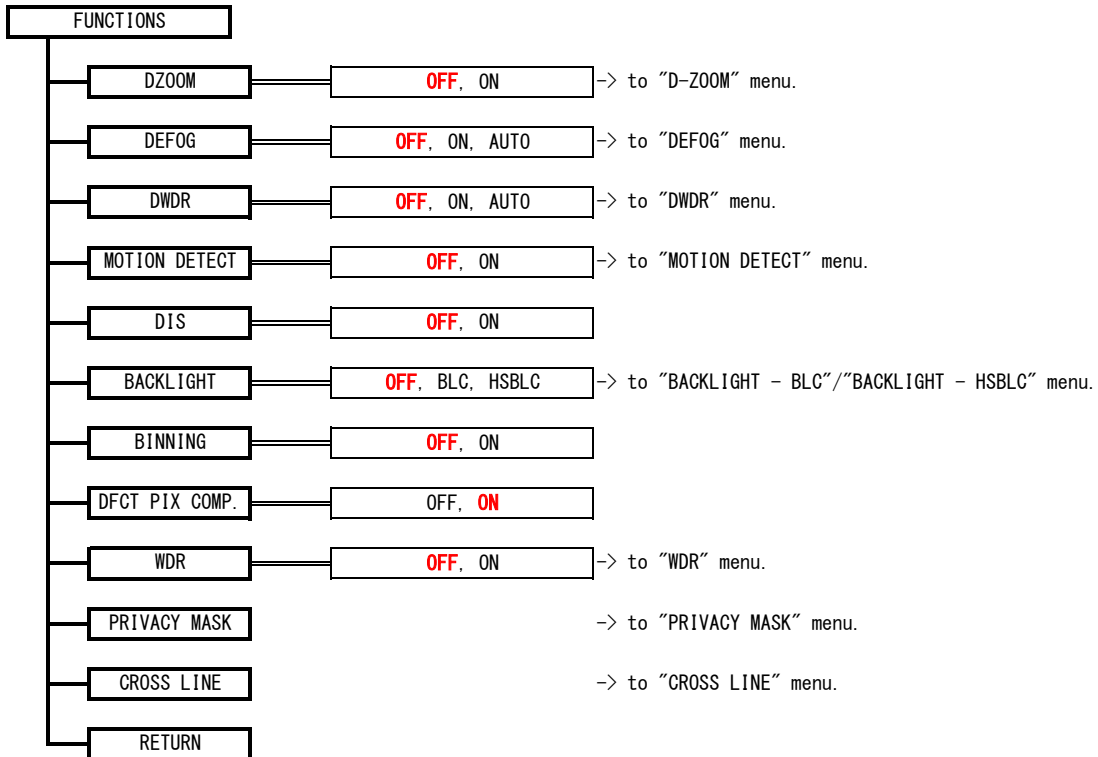 FUNCTIONS
DZOOM OFF, ON -> to "D-ZOOM" menu.
DEFOG OFF, ON, AUTO -> to "DEFOG" menu.
DWDR OFF, ON, AUTO -> to "DWDR" menu.
MOTION DETECT OFF, ON -> to "MOTION DETECT" menu.
DIS OFF, ON
BACKLIGHT OFF, BLC, HSBLC -> to "BACKLIGHT - BLC"/"BACKLIGHT - HSBLC" menu.
BINNING OFF, ON
DFCT PIX COMP. OFF, ON
WDR OFF, ON -> to "WDR" menu.
PRIVACY MASK -> to "PRIVACY MASK" menu.
CROSS LINE -> to "CROSS LINE" menu.
RETURN